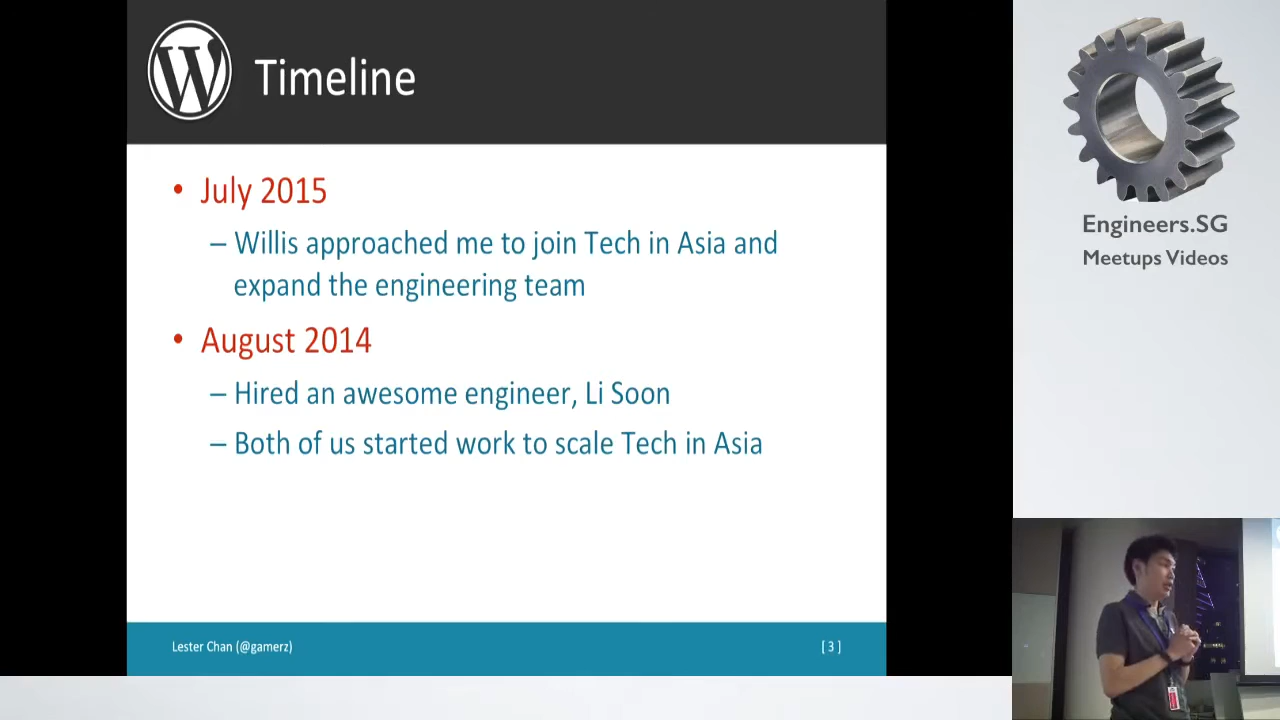 Timeline
• July 2015
– Willis approached me to join Tech in Asia and
expand the engineering team
• August 2014
– Hired an awesome engineer, Li Soon
– Both of us started work to scale Tech in Asia
Lester Chan (@gamerz)
[ 3 ]
Engineers.SG
Meetups Videos